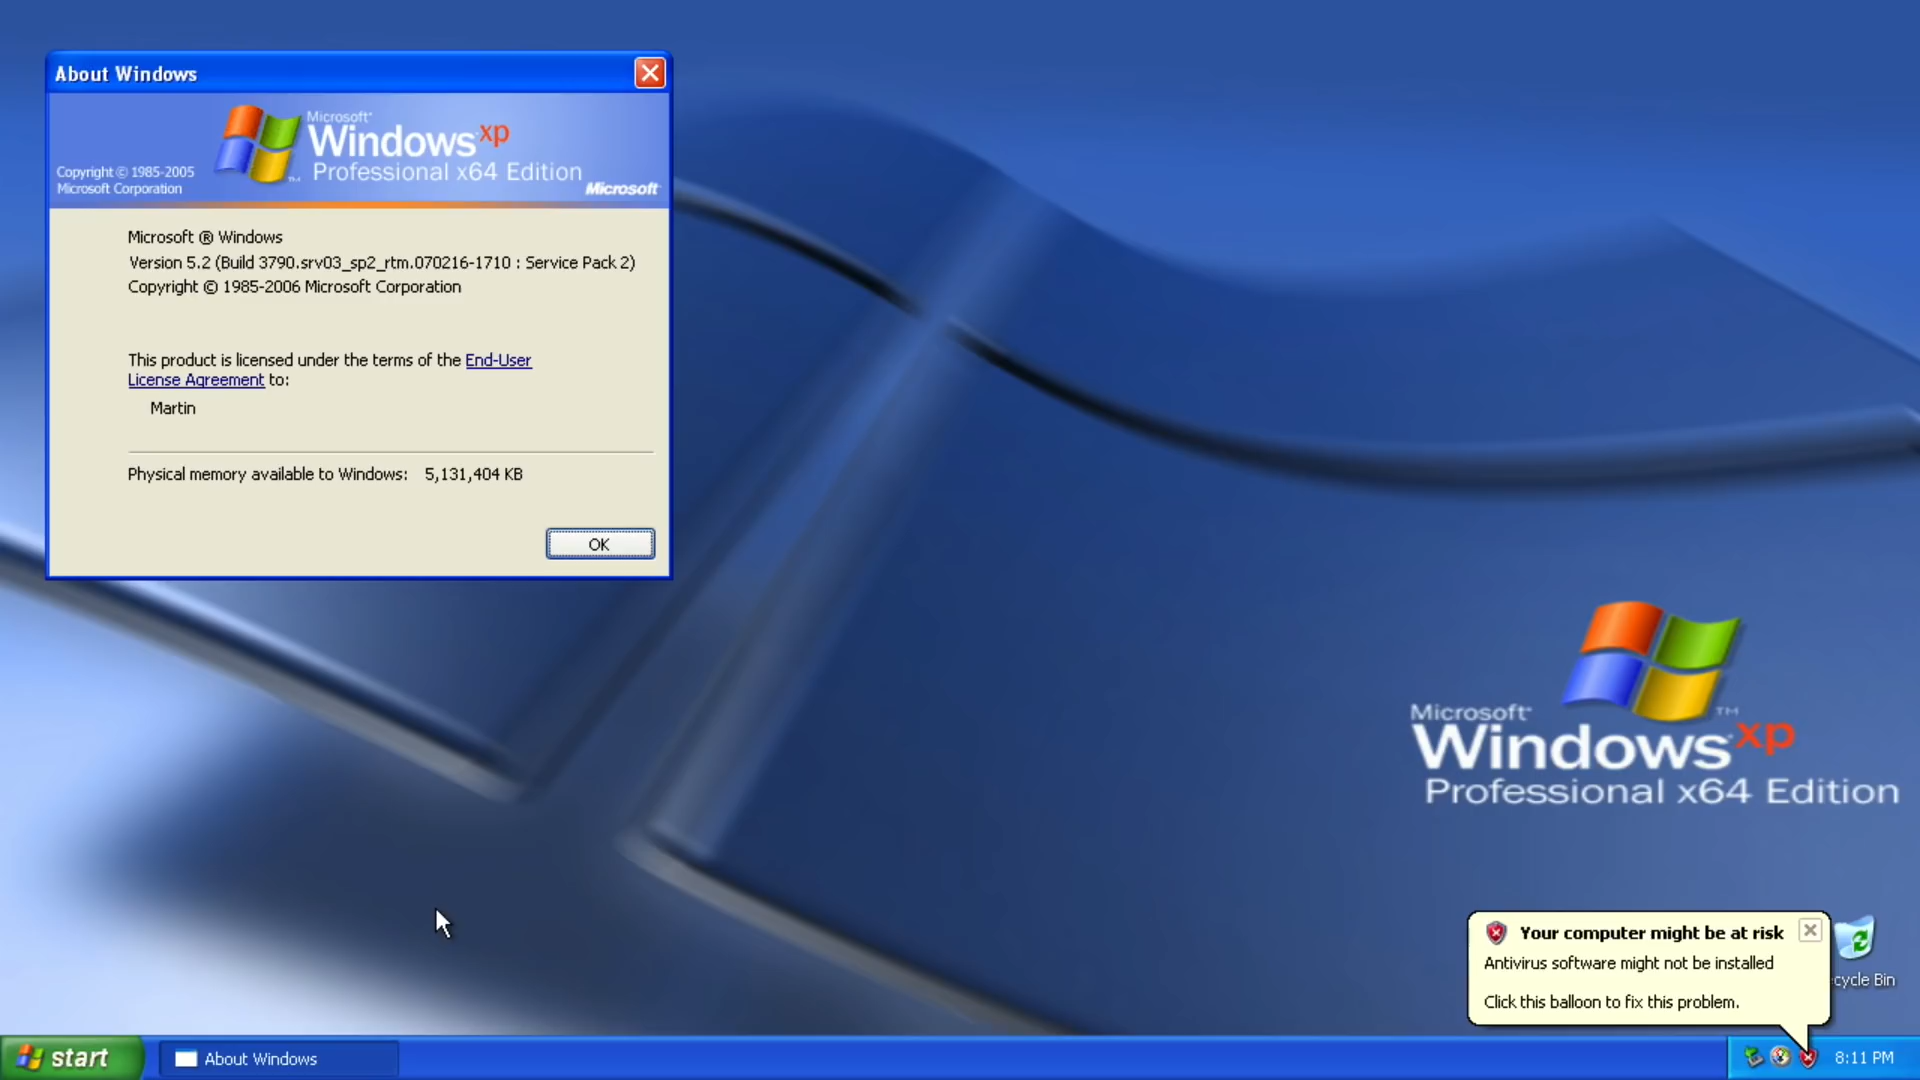 About Windows
Microsoft®
Windows xp
Professional x64 Edition
Copyright © 1985-2005
Microsoft Corporation
Microsoft
Microsoft ® Windows
Version 5.2 (Build 3790.srv03_sp2_rtm.070216-1710 : Service Pack 2)
Copyright © 1985-2006 Microsoft Corporation
This product is licensed under the terms of the End-User
License Agreement to:
Martin
Physical memory available to Windows: 5,131,404 KB
OK
Microsoft®
Windows xp
™
Professional x64 Edition
Your computer might be at risk
Antivirus software might not be installed
Click this balloon to fix this problem.
cycle Bin
start
About Windows
8:11 PM